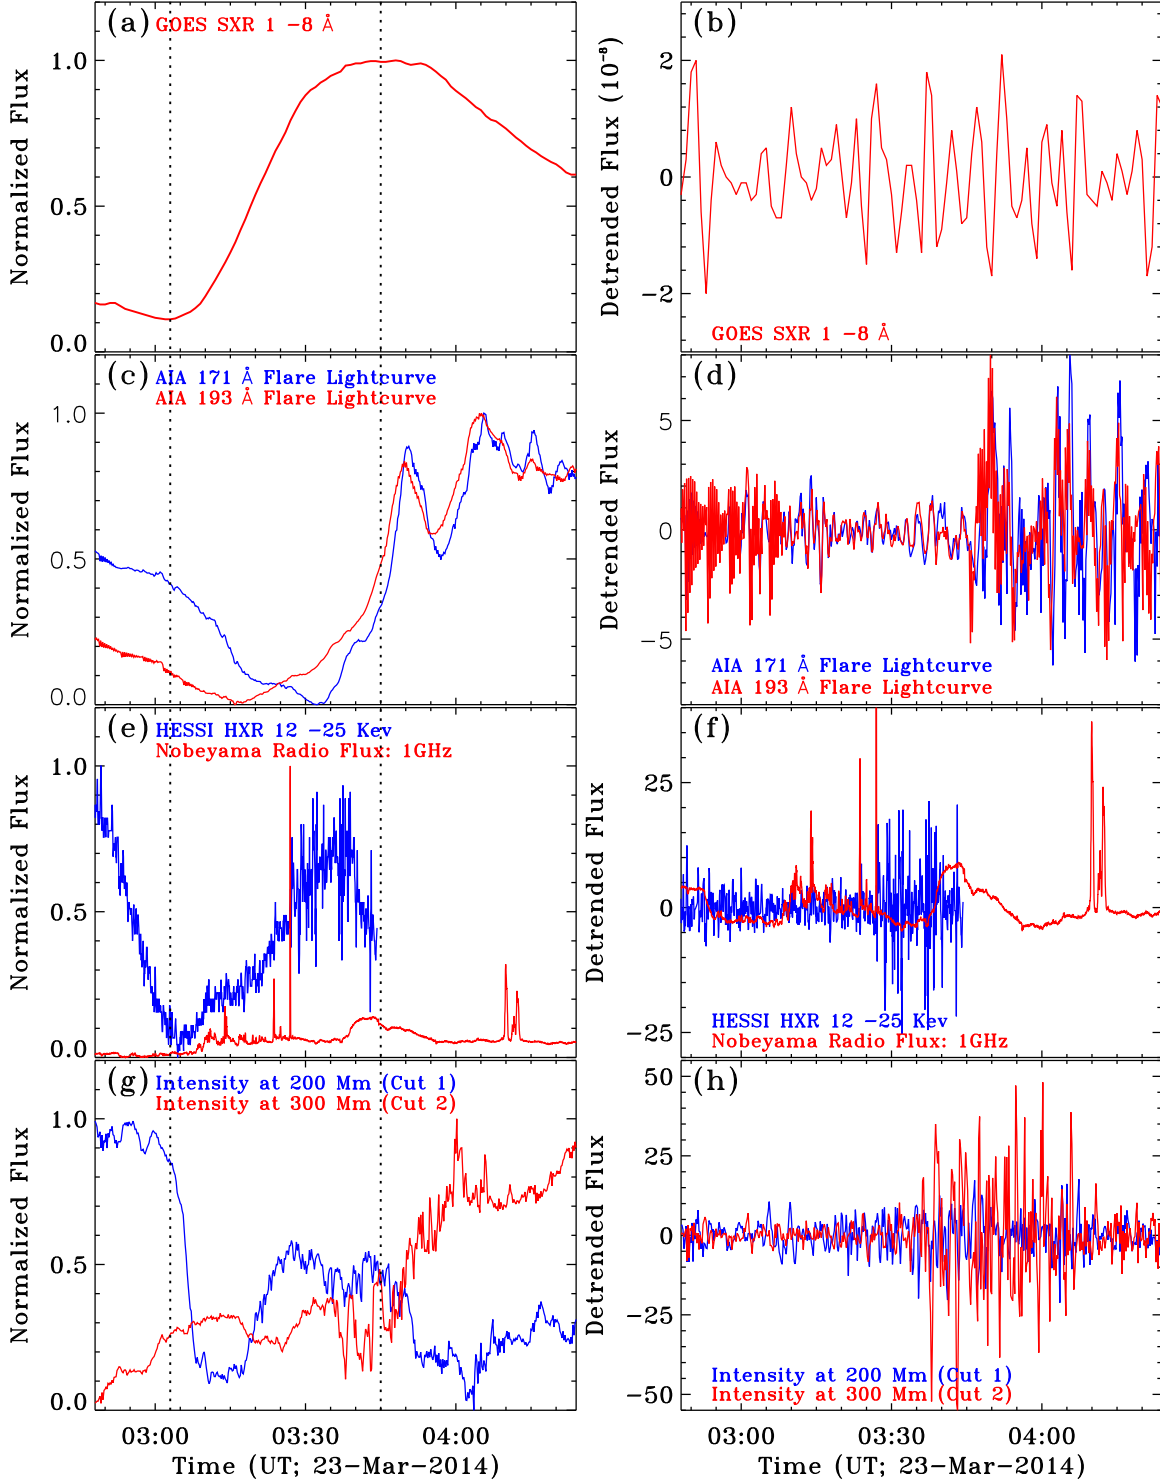 (a)
GOES SXR 1 −8 Å
1.0
0.5
0.0
Normalized Flux
(b)
2
0
−2
Detrended Flux (10⁻⁸)
GOES SXR 1 −8 Å
(c)
AIA 171 Å Flare Lightcurve
AIA 193 Å Flare Lightcurve
1.0
0.5
0.0
Normalized Flux
(d)
5
0
−5
Detrended Flux
AIA 171 Å Flare Lightcurve
AIA 193 Å Flare Lightcurve
(e)
HESSI HXR 12 −25 Kev
Nobeyama Radio Flux: 1GHz
1.0
0.5
0.0
Normalized Flux
(f)
25
0
−25
Detrended Flux
HESSI HXR 12 −25 Kev
Nobeyama Radio Flux: 1GHz
(g)
Intensity at 200 Mm (Cut 1)
Intensity at 300 Mm (Cut 2)
1.0
0.5
0.0
Normalized Flux
03:00 03:30 04:00
Time (UT; 23−Mar−2014)
(h)
50
25
0
−25
−50
Detrended Flux
Intensity at 200 Mm (Cut 1)
Intensity at 300 Mm (Cut 2)
03:00 03:30 04:00
Time (UT; 23−Mar−2014)